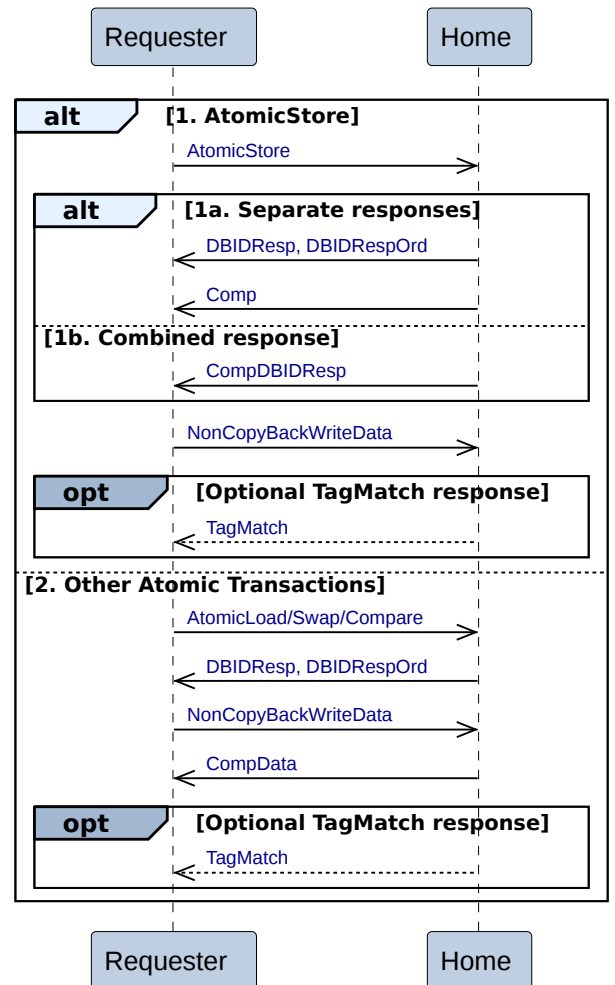 Requester Home
alt [1. AtomicStore]
AtomicStore
alt [1a. Separate responses]
DBIDResp, DBIDRespOrd
Comp
[1b. Combined response]
CompDBIDResp
NonCopyBackWriteData
opt [Optional TagMatch response]
TagMatch
[2. Other Atomic Transactions]
AtomicLoad/Swap/Compare
DBIDResp, DBIDRespOrd
NonCopyBackWriteData
CompData
opt [Optional TagMatch response]
TagMatch
Requester Home